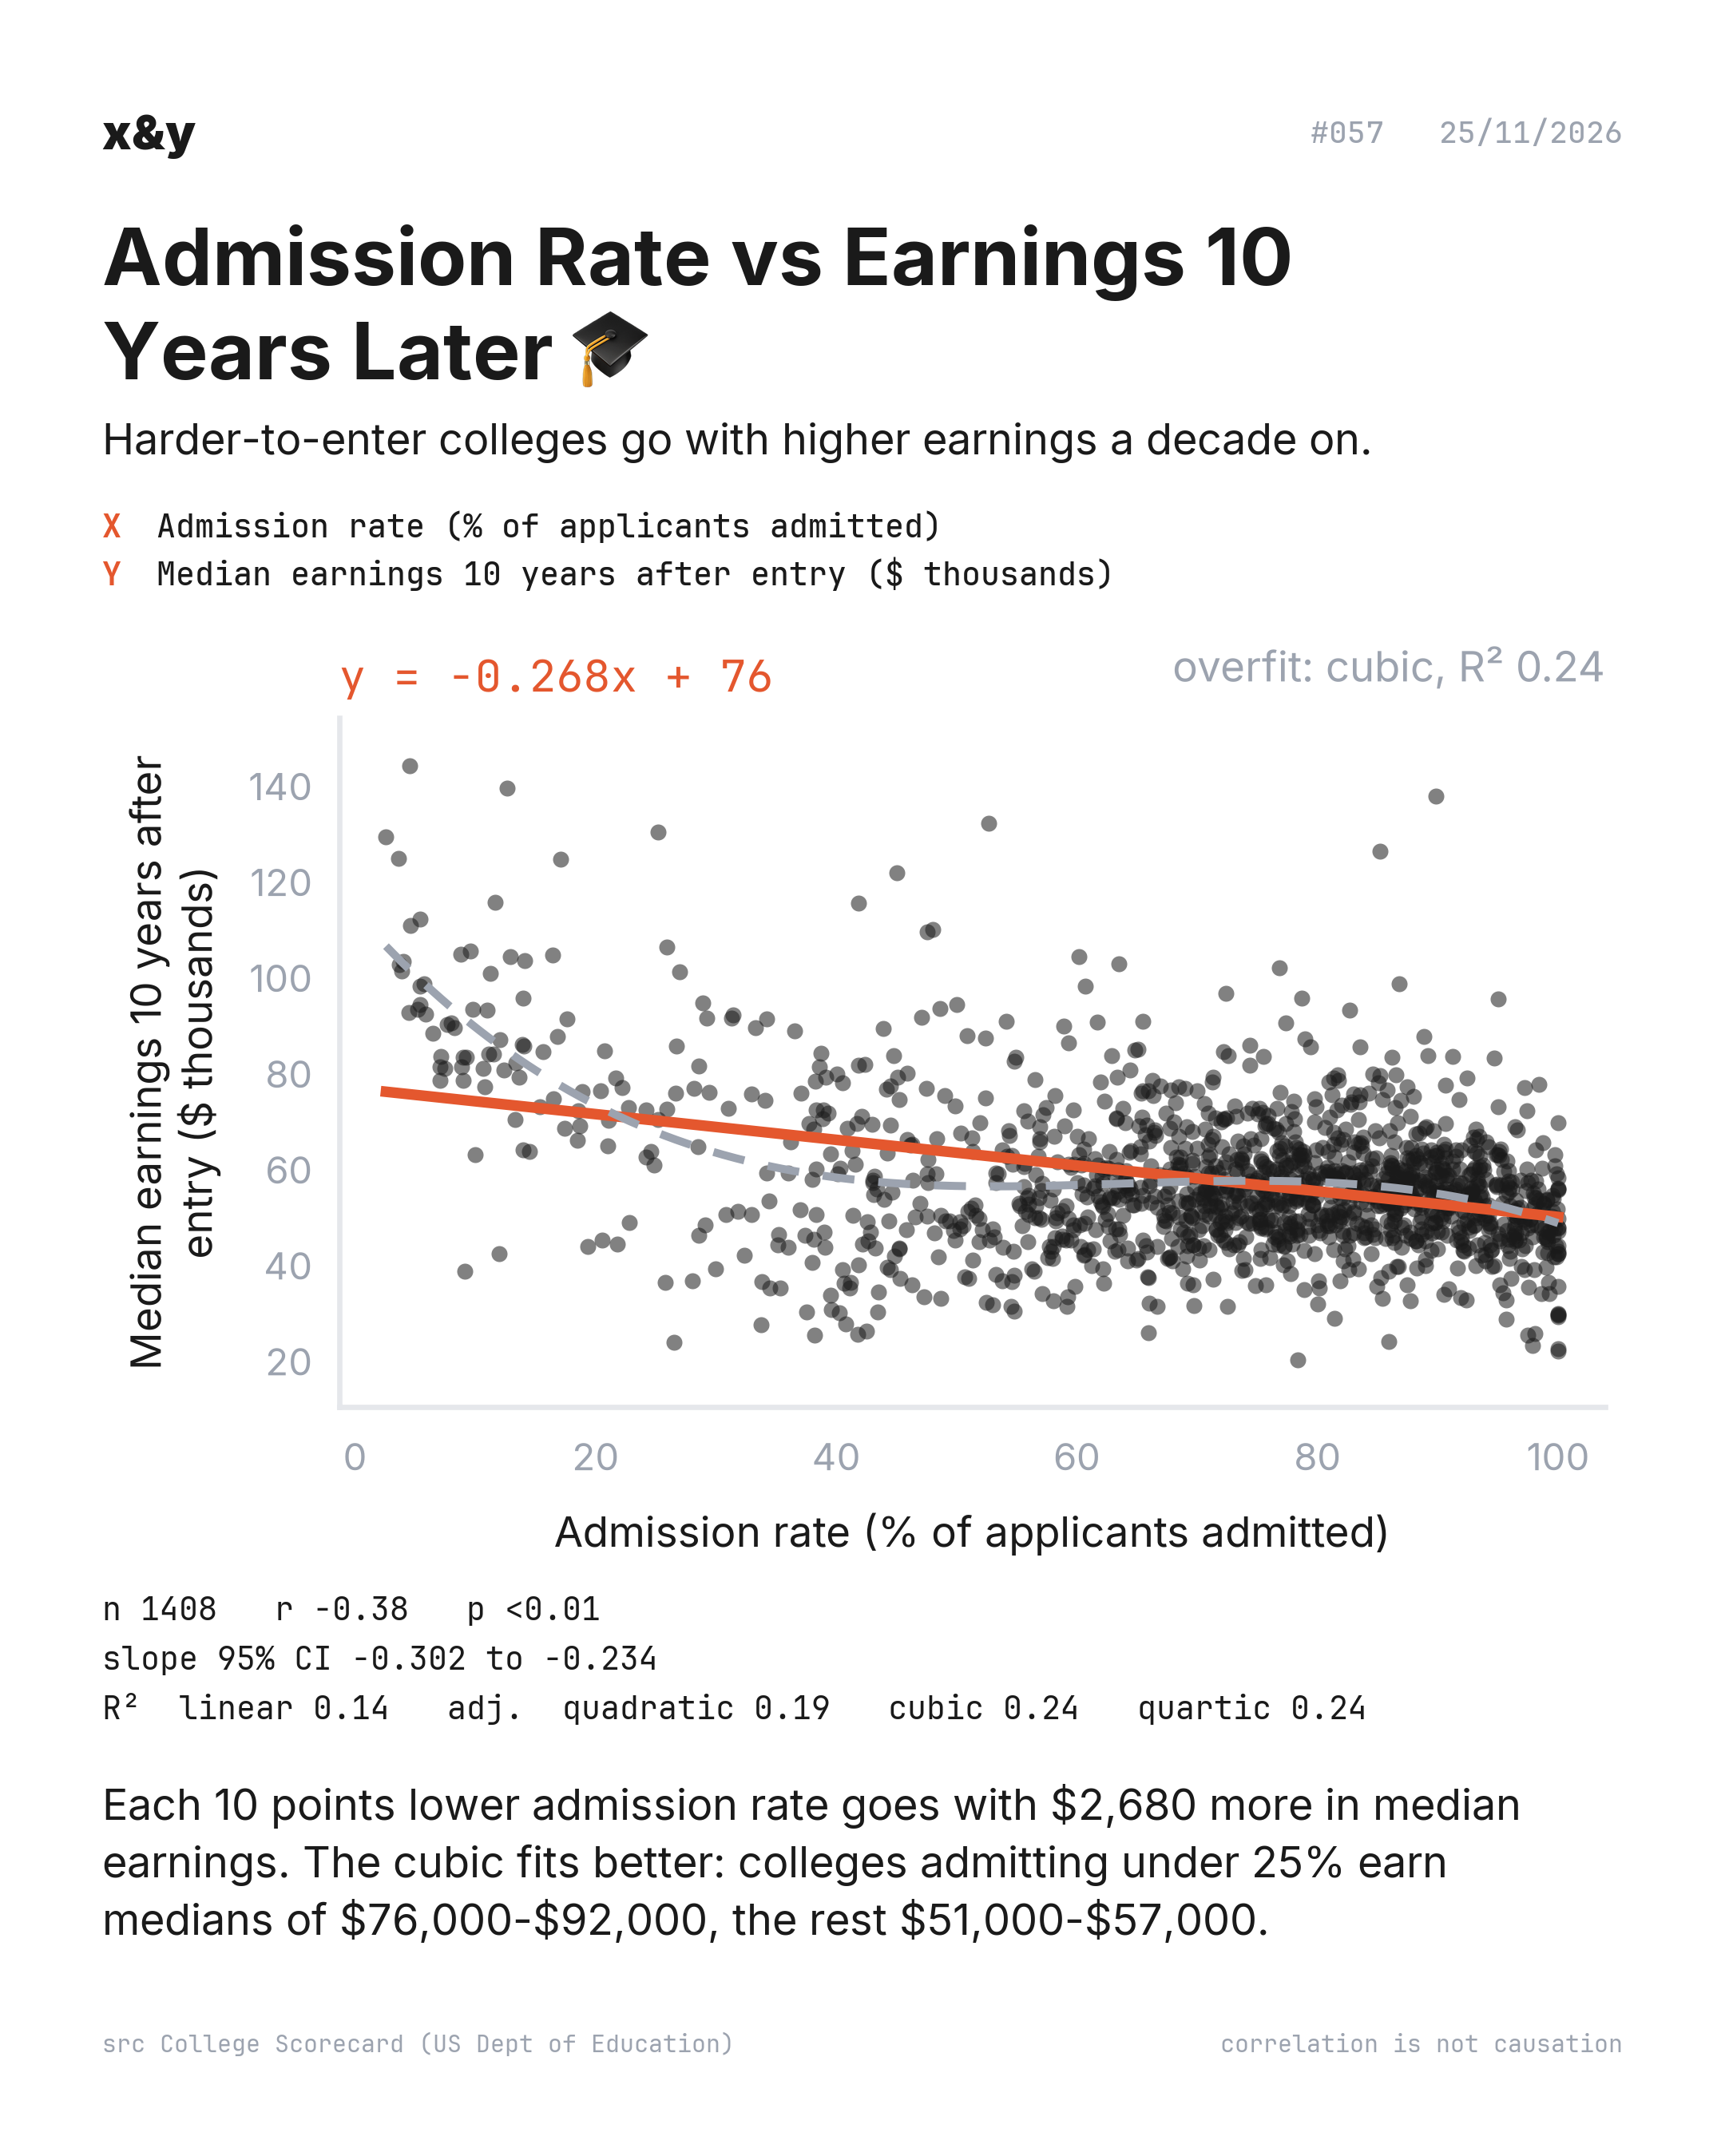 x&y
#057   25/11/2026
Admission Rate vs Earnings 10
Years Later 🎓
Harder-to-enter colleges go with higher earnings a decade on.
X  Admission rate (% of applicants admitted)
Y  Median earnings 10 years after entry ($ thousands)
y = -0.268x + 76
overfit: cubic, R² 0.24
Median earnings 10 years after
entry ($ thousands)
140
120
100
80
60
40
20
0   20   40   60   80   100
Admission rate (% of applicants admitted)
n 1408   r -0.38   p <0.01
slope 95% CI -0.302 to -0.234
R²  linear 0.14   adj.  quadratic 0.19   cubic 0.24   quartic 0.24
Each 10 points lower admission rate goes with $2,680 more in median
earnings. The cubic fits better: colleges admitting under 25% earn
medians of $76,000-$92,000, the rest $51,000-$57,000.
src College Scorecard (US Dept of Education)
correlation is not causation